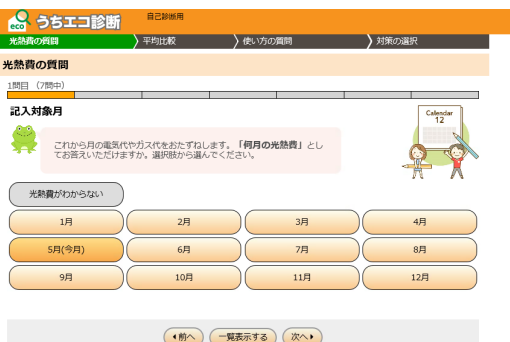 eco うちエコ診断
自己診断用
光熱費の質問 平均比較 使い方の質問 対策の選択
光熱費の質問
1問目 (7問中)
記入対象月
Calendar
12
これから月の電気代やガス代をおたずねします。「何月の光熱費」とし
てお答えいただけますか。選択肢から選んでください。
光熱費がわからない
1月 2月 3月 4月
5月(今月) 6月 7月 8月
9月 10月 11月 12月
前へ 一覧表示する 次へ